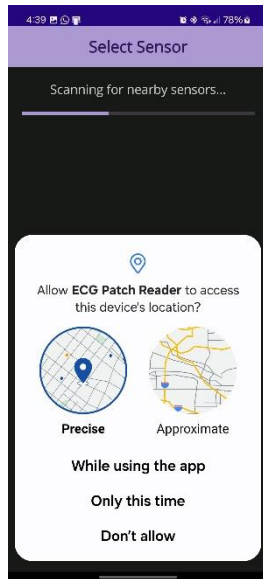 4:39 78%
Select Sensor
Scanning for nearby sensors...
Allow ECG Patch Reader to access
this device's location?
Precise Approximate
While using the app
Only this time
Don't allow